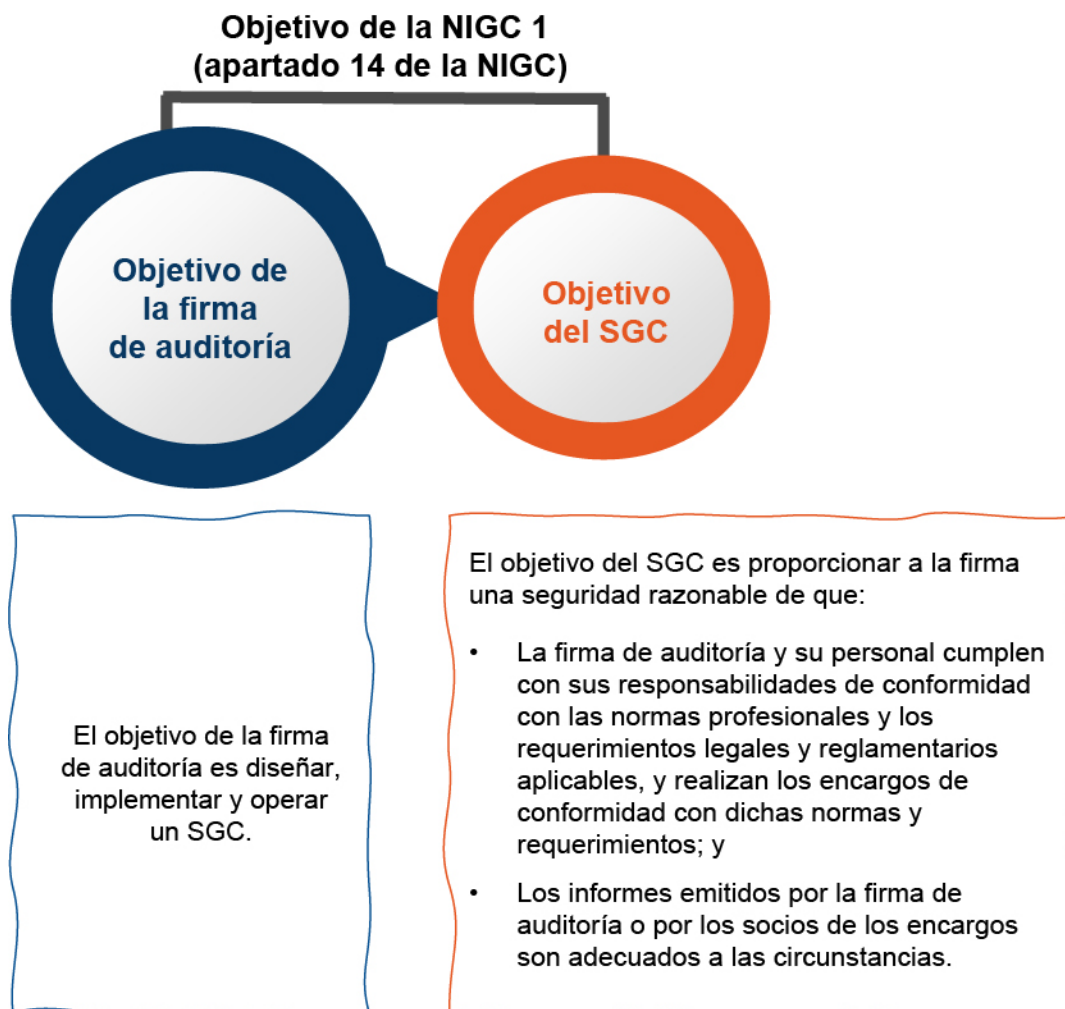 Objetivo de la NIGC 1
(apartado 14 de la NIGC)
Objetivo de
la firma
de auditoría
Objetivo
del SGC
El objetivo de la firma
de auditoría es diseñar,
implementar y operar
un SGC.
El objetivo del SGC es proporcionar a la firma
una seguridad razonable de que:
• La firma de auditoría y su personal cumplen
con sus responsabilidades de conformidad
con las normas profesionales y los
requerimientos legales y reglamentarios
aplicables, y realizan los encargos de
conformidad con dichas normas y
requerimientos; y
• Los informes emitidos por la firma de
auditoría o por los socios de los encargos
son adecuados a las circunstancias.